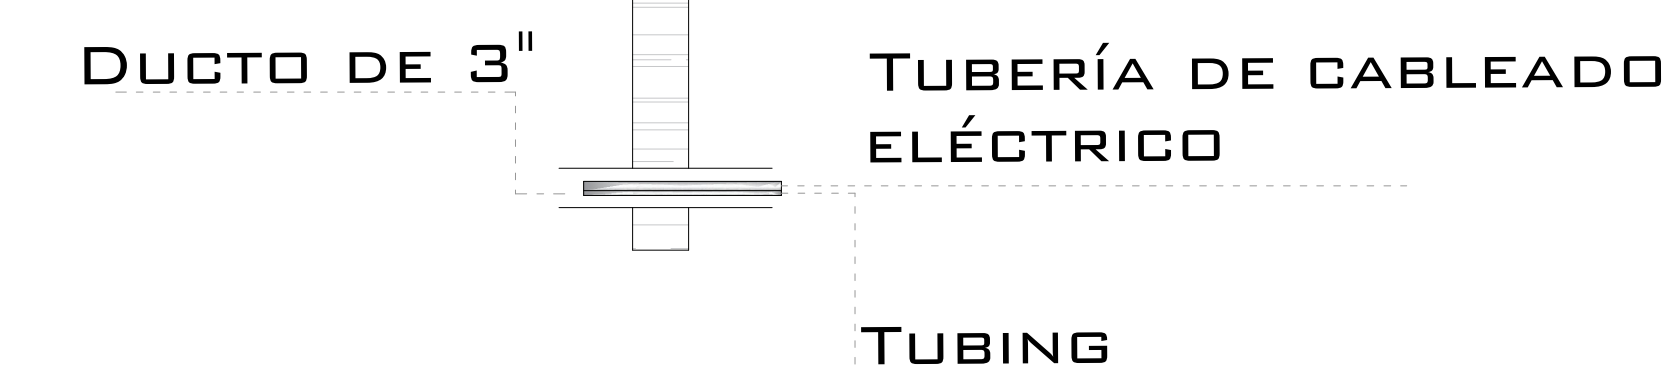 Ducto de 3"
Tubería de cableado
eléctrico
Tubing